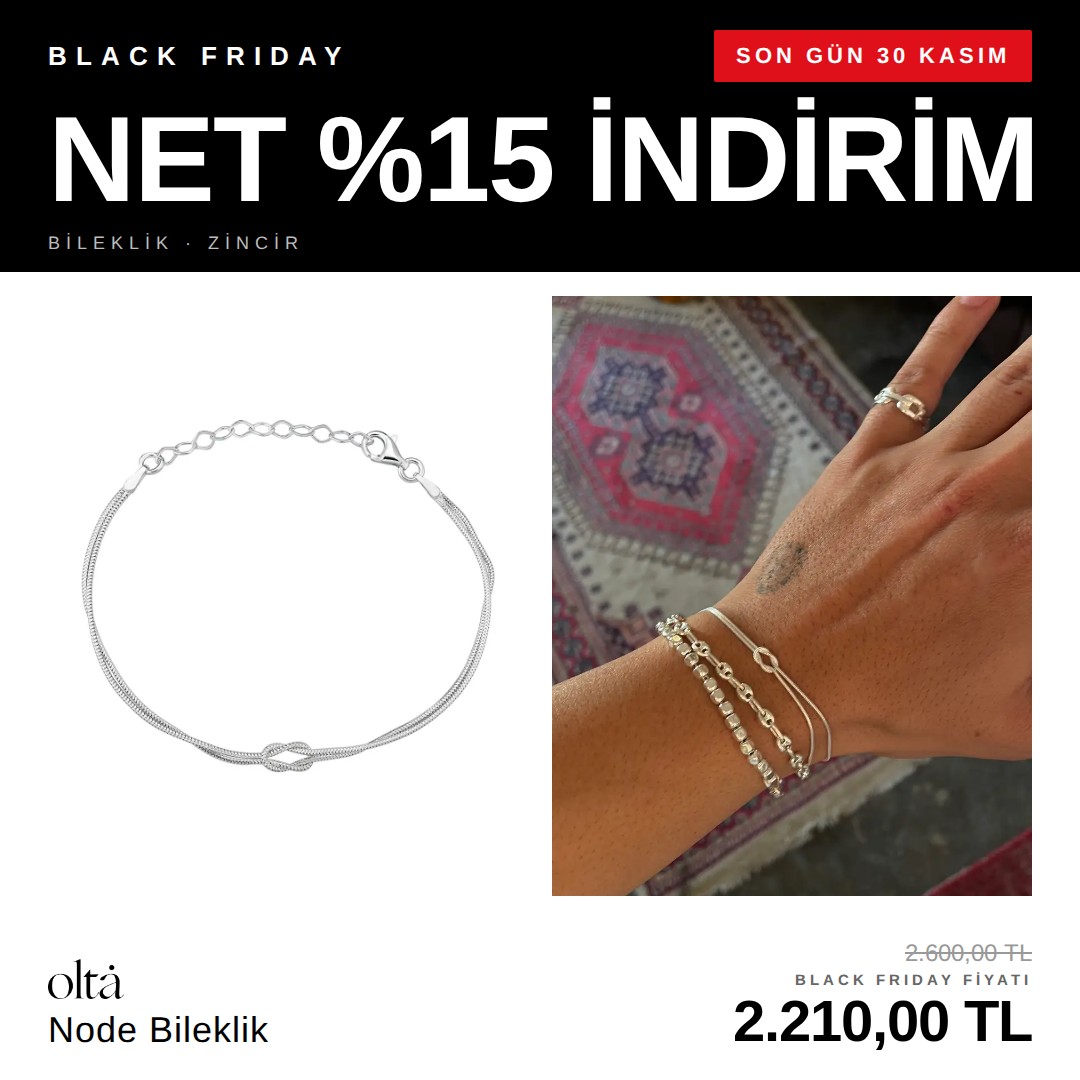 BLACK FRIDAY
SON GÜN 30 KASIM
NET %15 İNDİRİM
BİLEKLİK · ZİNCİR
olta
Node Bileklik
2.600,00 TL
BLACK FRIDAY FİYATI
2.210,00 TL